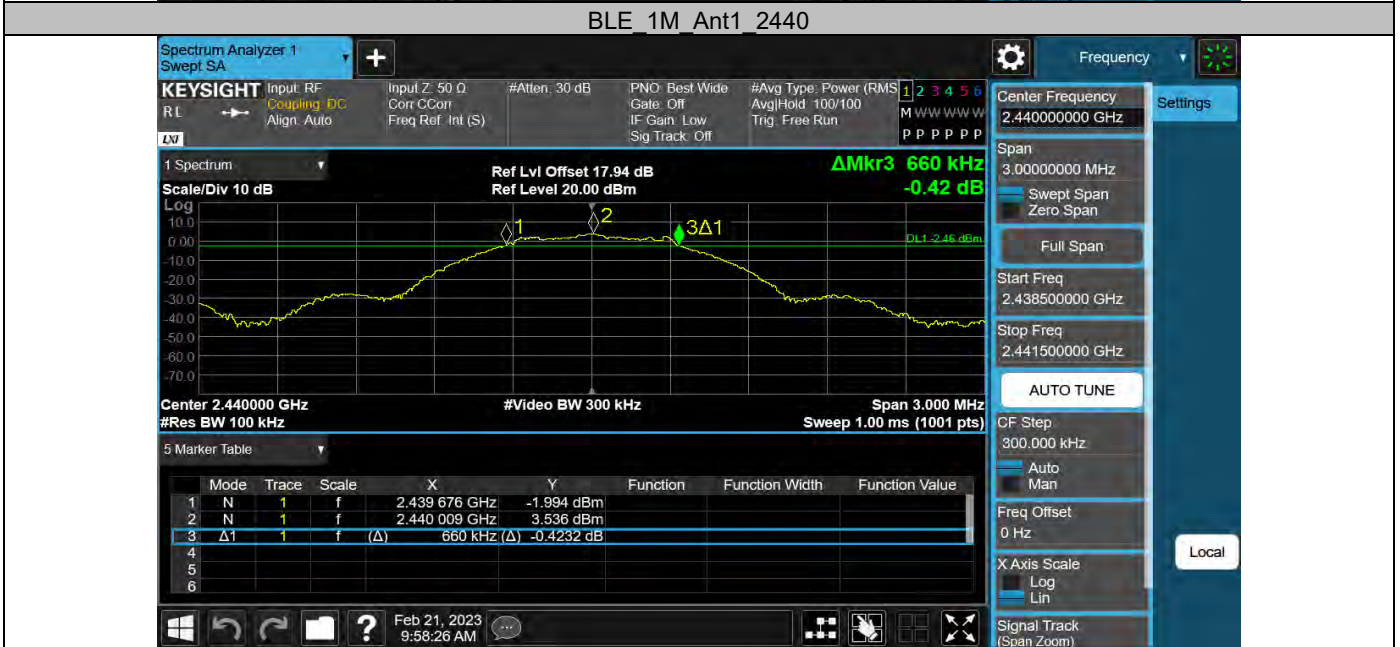 BLE_1M_Ant1_2440
Spectrum Analyzer 1
Swept SA
+
Frequency
KEYSIGHT
RL
LXI
Input: RF
Coupling: DC
Align: Auto
Input Z: 50 Ω
Corr CCorr
Freq Ref: Int (S)
#Atten: 30 dB
PNO: Best Wide
Gate: Off
IF Gain: Low
Sig Track: Off
#Avg Type: Power (RMS
Avg|Hold: 100/100
Trig: Free Run
1 2 3 4 5 6
M W W W W W
P P P P P P
1 Spectrum
Scale/Div 10 dB
Log
Ref Lvl Offset 17.94 dB
Ref Level 20.00 dBm
ΔMkr3 660 kHz
-0.42 dB
10.0
0.00
-10.0
-20.0
-30.0
-40.0
-50.0
-60.0
-70.0
1
2
3Δ1
DL1 -2.46 dBm
Center 2.440000 GHz
#Res BW 100 kHz
#Video BW 300 kHz
Span 3.000 MHz
Sweep 1.00 ms (1001 pts)
5 Marker Table
Mode Trace Scale X Y Function Function Width Function Value
1 N 1 f 2.439 676 GHz -1.994 dBm
2 N 1 f 2.440 009 GHz 3.536 dBm
3 Δ1 1 f (Δ) 660 kHz (Δ) -0.4232 dB
4
5
6
Center Frequency
2.440000000 GHz
Settings
Span
3.00000000 MHz
Swept Span
Zero Span
Full Span
Start Freq
2.438500000 GHz
Stop Freq
2.441500000 GHz
AUTO TUNE
CF Step
300.000 kHz
Auto
Man
Freq Offset
0 Hz
X Axis Scale
Log
Lin
Local
Signal Track
(Span Zoom)
?
Feb 21, 2023
9:58:26 AM